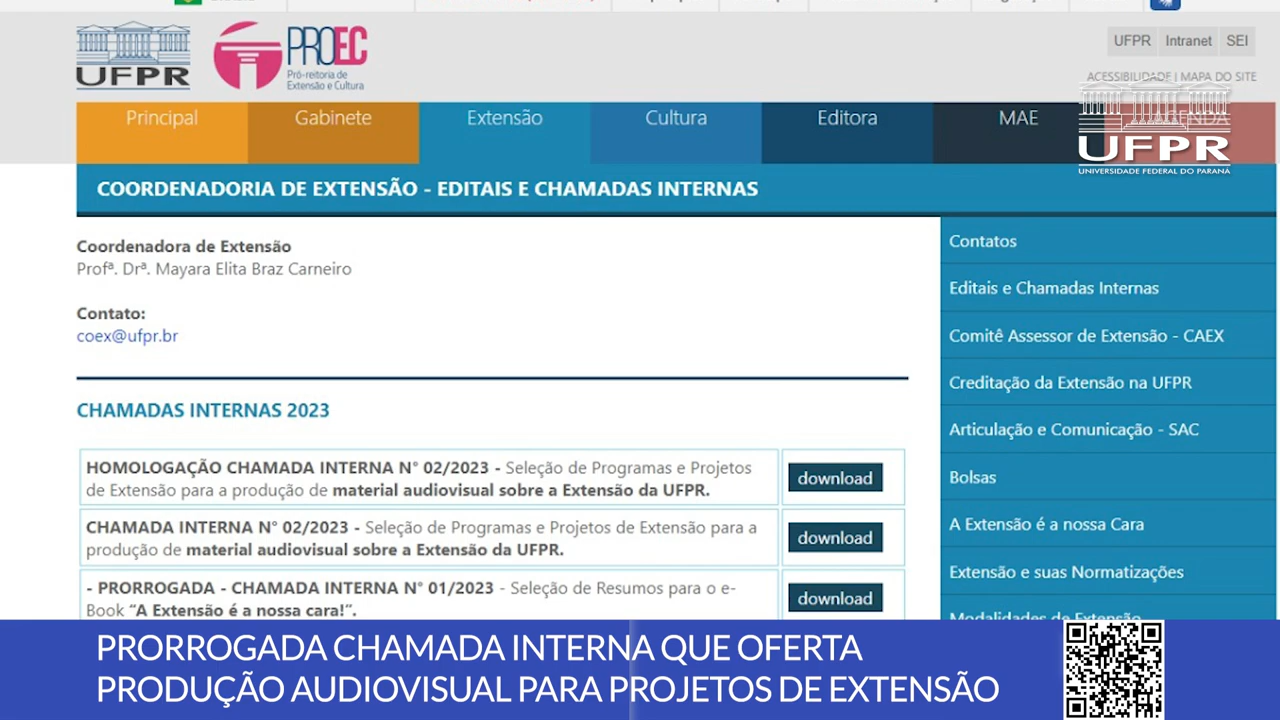 UFPR
PROEC
Pró-reitoria de
Extensão e Cultura
UFPR Intranet SEI
ACESSIBILIDADE | MAPA DO SITE
Principal Gabinete Extensão Cultura Editora MAE
UFPR
UNIVERSIDADE FEDERAL DO PARANÁ
COORDENADORIA DE EXTENSÃO - EDITAIS E CHAMADAS INTERNAS
Coordenadora de Extensão
Profª. Drª. Mayara Elita Braz Carneiro
Contato:
coex@ufpr.br
CHAMADAS INTERNAS 2023
HOMOLOGAÇÃO CHAMADA INTERNA N° 02/2023 - Seleção de Programas e Projetos
de Extensão para a produção de material audiovisual sobre a Extensão da UFPR.
download
CHAMADA INTERNA N° 02/2023 - Seleção de Programas e Projetos de Extensão para a
produção de material audiovisual sobre a Extensão da UFPR.
download
- PRORROGADA - CHAMADA INTERNA N° 01/2023 - Seleção de Resumos para o e-
Book “A Extensão é a nossa cara!“.
download
Contatos
Editais e Chamadas Internas
Comitê Assessor de Extensão - CAEX
Creditação da Extensão na UFPR
Articulação e Comunicação - SAC
Bolsas
A Extensão é a nossa Cara
Extensão e suas Normatizações
Modalidades de Extensão
PRORROGADA CHAMADA INTERNA QUE OFERTA
PRODUÇÃO AUDIOVISUAL PARA PROJETOS DE EXTENSÃO